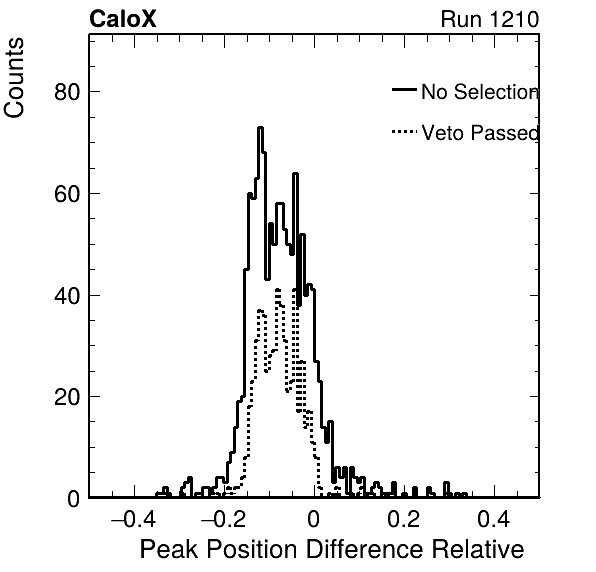 CaloX Run 1210
Counts
No Selection
Veto Passed
80
60
40
20
0
−0.4 −0.2 0 0.2 0.4
Peak Position Difference Relative